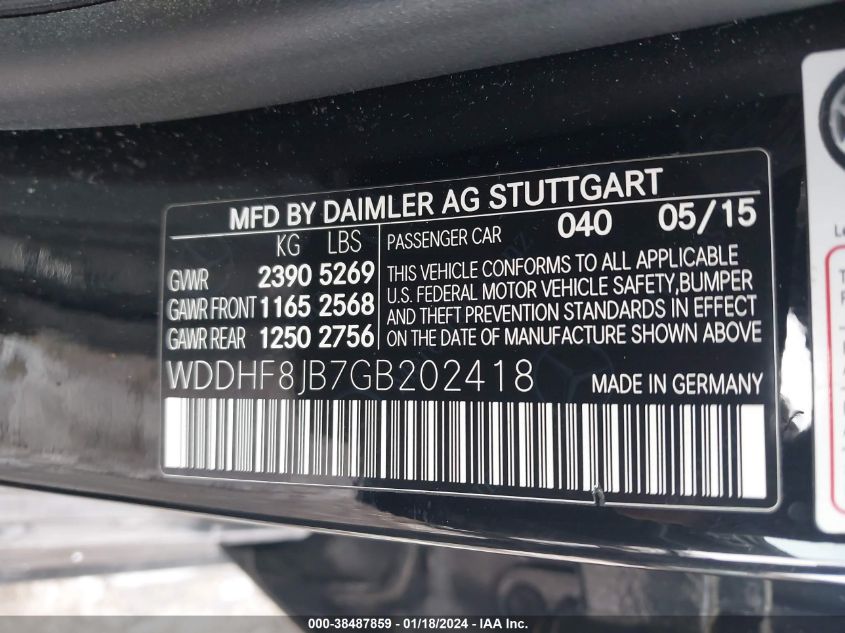 MFD BY DAIMLER AG STUTTGART
KG LBS
GVWR 2390 5269
GAWR FRONT 1165 2568
GAWR REAR 1250 2756
PASSENGER CAR 040 05/15
THIS VEHICLE CONFORMS TO ALL APPLICABLE
U.S. FEDERAL MOTOR VEHICLE SAFETY,BUMPER
AND THEFT PREVENTION STANDARDS IN EFFECT
ON THE DATE OF MANUFACTURE SHOWN ABOVE
WDDHF8JB7GB202418 MADE IN GERMANY
000-38487859 - 01/18/2024 - IAAI.COM